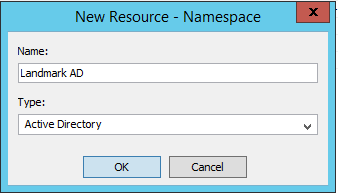 New Resource - Namespace
x
Name:
Landmark AD
Type:
Active Directory
OK
Cancel